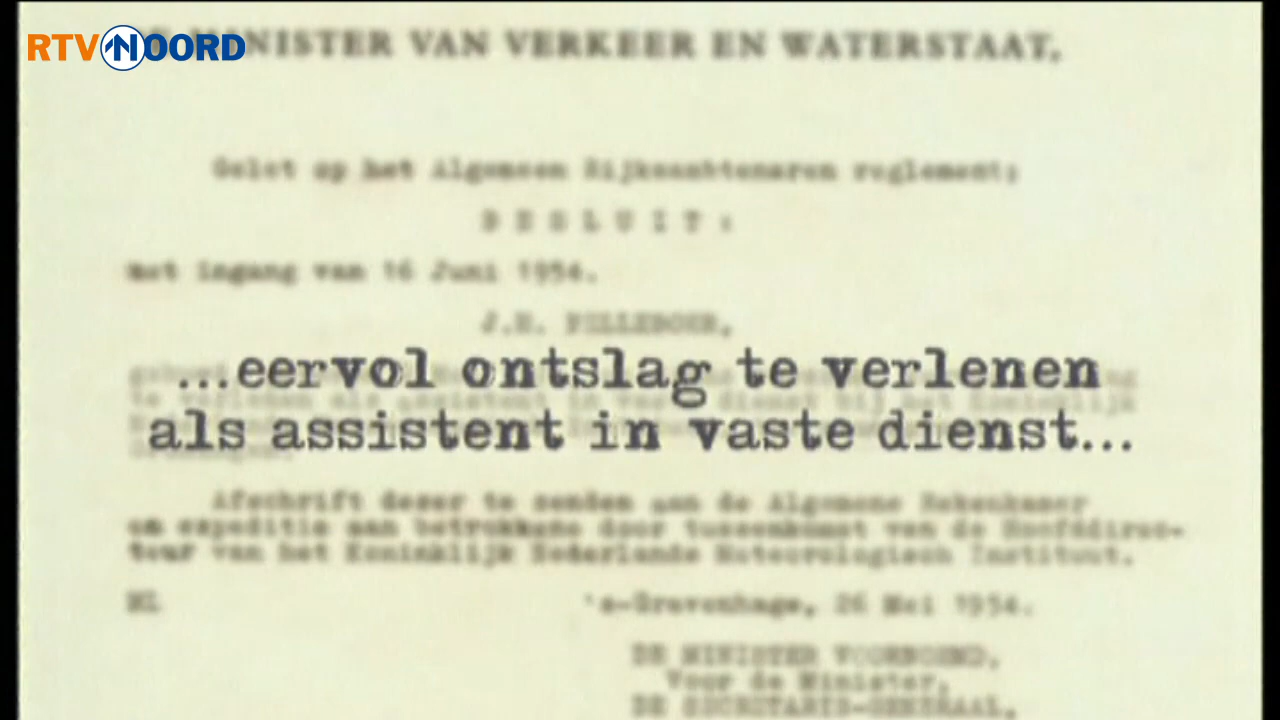 RTV NOORD
MINISTER VAN VERKEER EN WATERSTAAT,
Gelet op het Algemeen Rijksambtenaren reglement;
BESLUIT:
met ingang van 16 Juni 1954.
J.H. PELLEBOER,
...eervol ontslag te verlenen
als assistent in vaste dienst...
Afschrift dezer te zenden aan de Algemene Rekenkamer
en expeditie aan betrokkene door tussenkomst van de Hoofddirec-
teur van het Koninklijk Nederlands Meteorologisch Instituut.
's-Gravenhage, 26 Mei 1954.
DE MINISTER VOORNOEMD,
Voor de Minister,
DE SECRETARIS-GENERAAL,